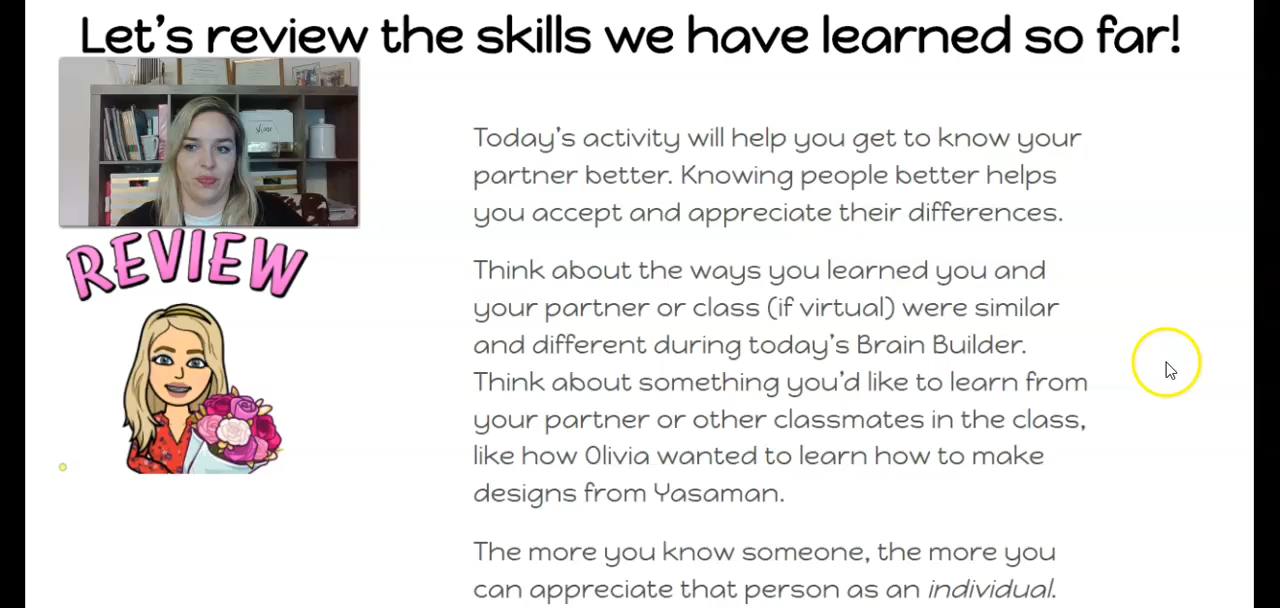 Let's review the skills we have learned so far!
REVIEW
Today's activity will help you get to know your
partner better. Knowing people better helps
you accept and appreciate their differences.
Think about the ways you learned you and
your partner or class (if virtual) were similar
and different during today's Brain Builder.
Think about something you'd like to learn from
your partner or other classmates in the class,
like how Olivia wanted to learn how to make
designs from Yasaman.
The more you know someone, the more you
can appreciate that person as an individual.